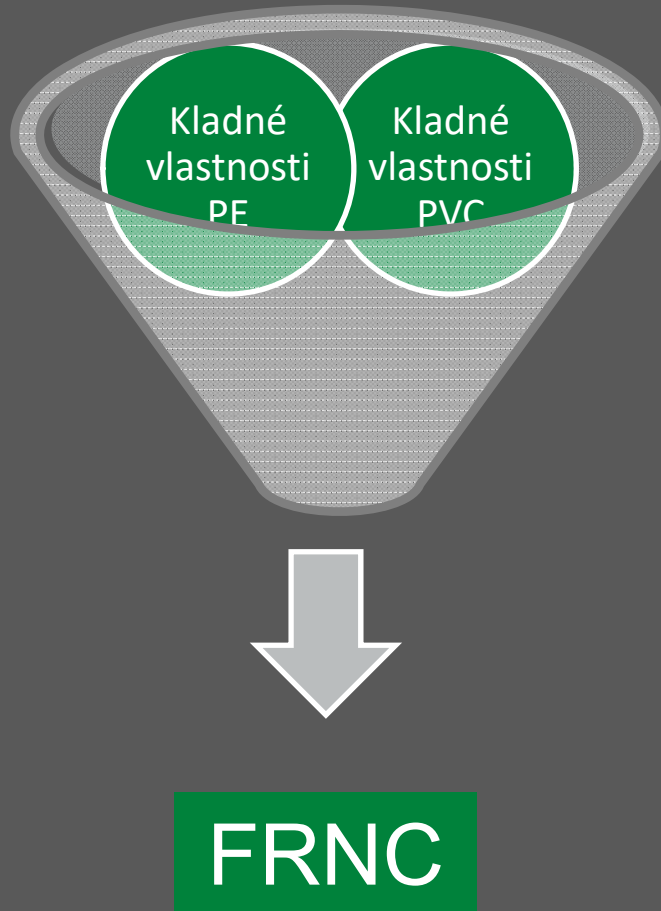 Kladné
vlastnosti
PE
Kladné
vlastnosti
PVC
FRNC